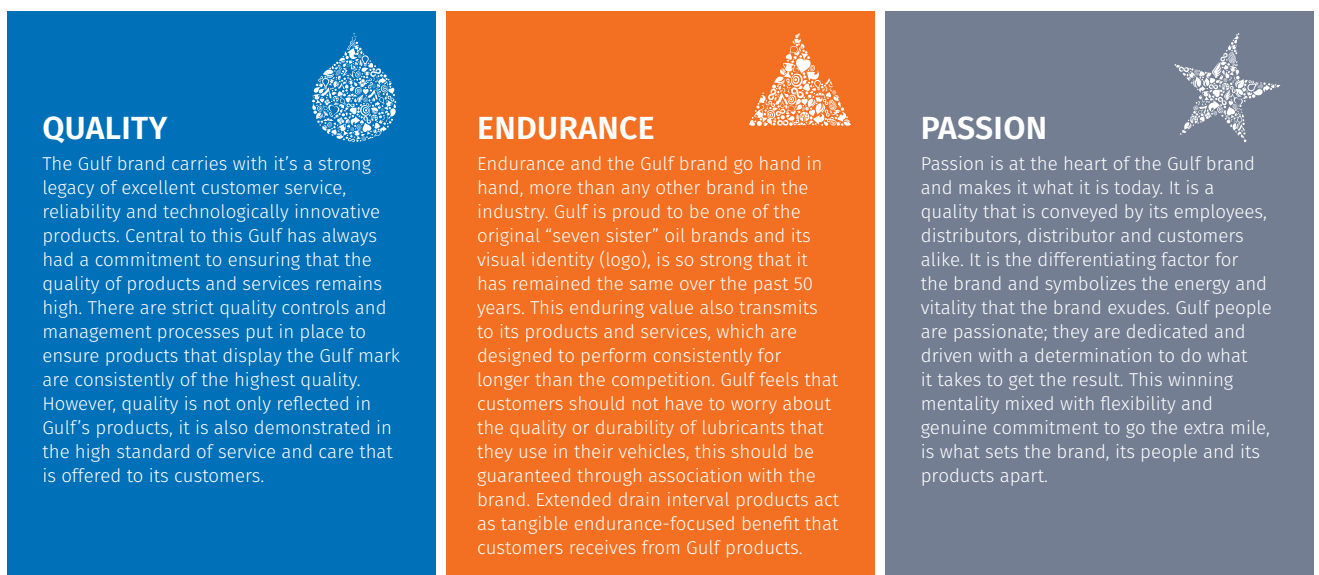 QUALITY
The Gulf brand carries with it’s a strong
legacy of excellent customer service,
reliability and technologically innovative
products. Central to this Gulf has always
had a commitment to ensuring that the
quality of products and services remains
high. There are strict quality controls and
management processes put in place to
ensure products that display the Gulf mark
are consistently of the highest quality.
However, quality is not only reflected in
Gulf’s products, it is also demonstrated in
the high standard of service and care that
is offered to its customers.
ENDURANCE
Endurance and the Gulf brand go hand in
hand, more than any other brand in the
industry. Gulf is proud to be one of the
original “seven sister” oil brands and its
visual identity (logo), is so strong that it
has remained the same over the past 50
years. This enduring value also transmits
to its products and services, which are
designed to perform consistently for
longer than the competition. Gulf feels that
customers should not have to worry about
the quality or durability of lubricants that
they use in their vehicles, this should be
guaranteed through association with the
brand. Extended drain interval products act
as tangible endurance-focused benefit that
customers receives from Gulf products.
PASSION
Passion is at the heart of the Gulf brand
and makes it what it is today. It is a
quality that is conveyed by its employees,
distributors, distributor and customers
alike. It is the differentiating factor for
the brand and symbolizes the energy and
vitality that the brand exudes. Gulf people
are passionate; they are dedicated and
driven with a determination to do what
it takes to get the result. This winning
mentality mixed with flexibility and
genuine commitment to go the extra mile,
is what sets the brand, its people and its
products apart.